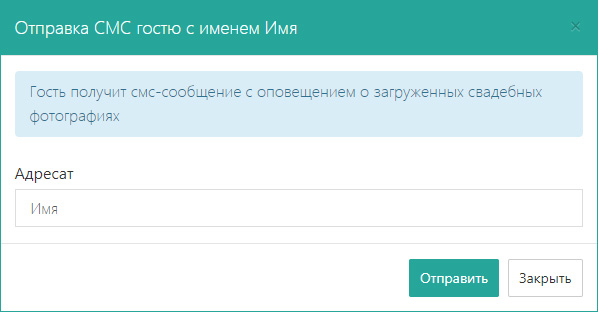 Отправка СМС гостю с именем Имя
×
Гость получит смс-сообщение с оповещением о загруженных свадебных
фотографиях
Адресат
Имя
Отправить
Закрыть